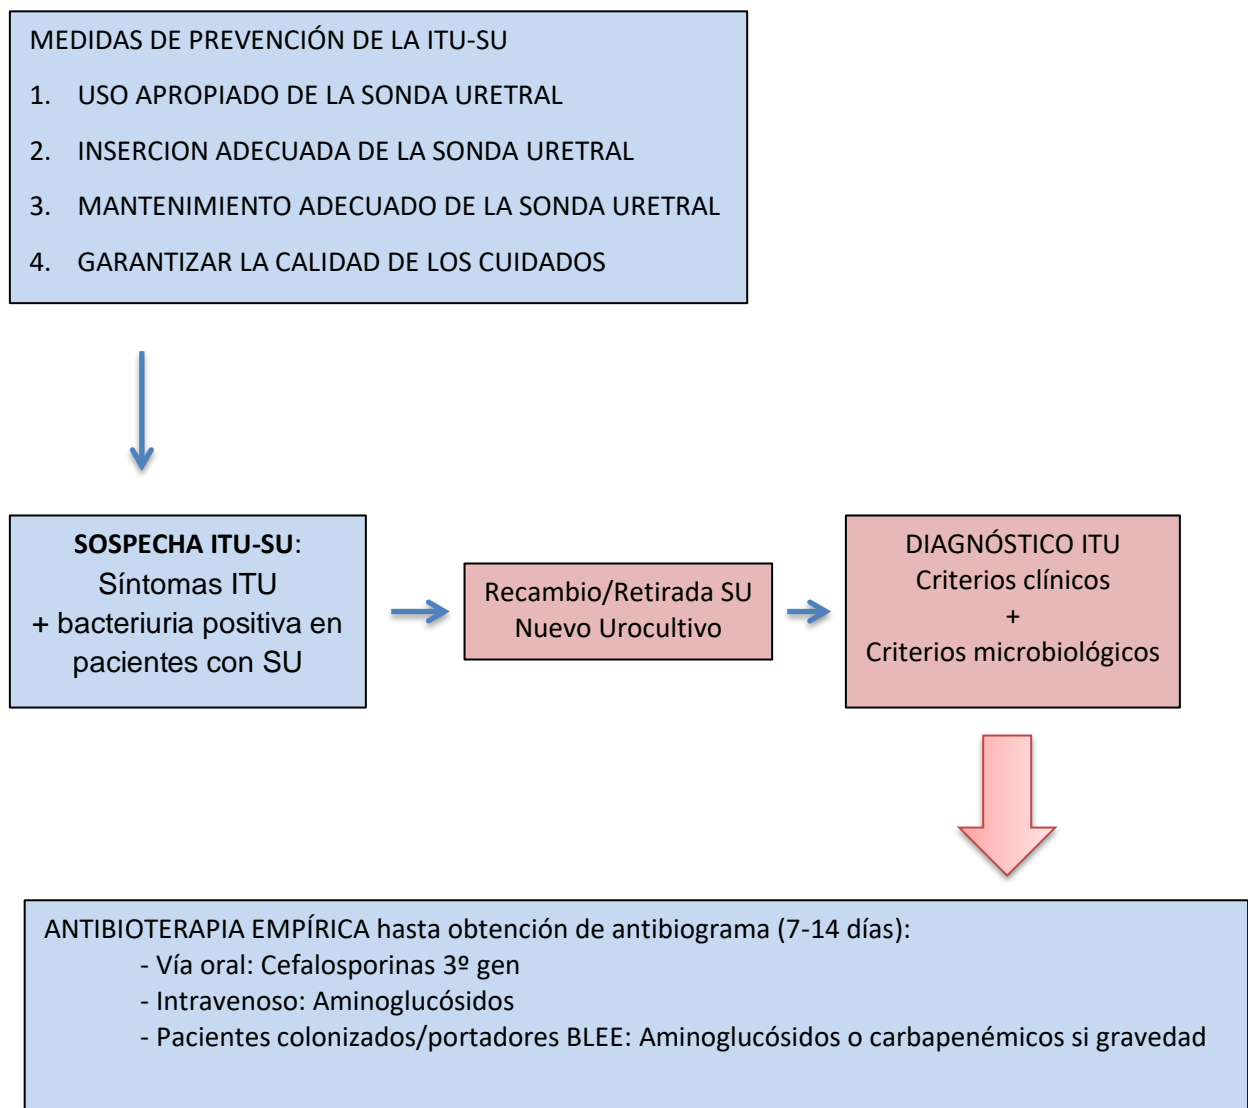 MEDIDAS DE PREVENCIÓN DE LA ITU-SU
1. USO APROPIADO DE LA SONDA URETRAL
2. INSERCION ADECUADA DE LA SONDA URETRAL
3. MANTENIMIENTO ADECUADO DE LA SONDA URETRAL
4. GARANTIZAR LA CALIDAD DE LOS CUIDADOS
SOSPECHA ITU-SU:
Síntomas ITU
+ bacteriuria positiva en
pacientes con SU
Recambio/Retirada SU
Nuevo Urocultivo
DIAGNÓSTICO ITU
Criterios clínicos
+
Criterios microbiológicos
ANTIBIOTERAPIA EMPÍRICA hasta obtención de antibiograma (7-14 días):
- Vía oral: Cefalosporinas 3º gen
- Intravenoso: Aminoglucósidos
- Pacientes colonizados/portadores BLEE: Aminoglucósidos o carbapenémicos si gravedad